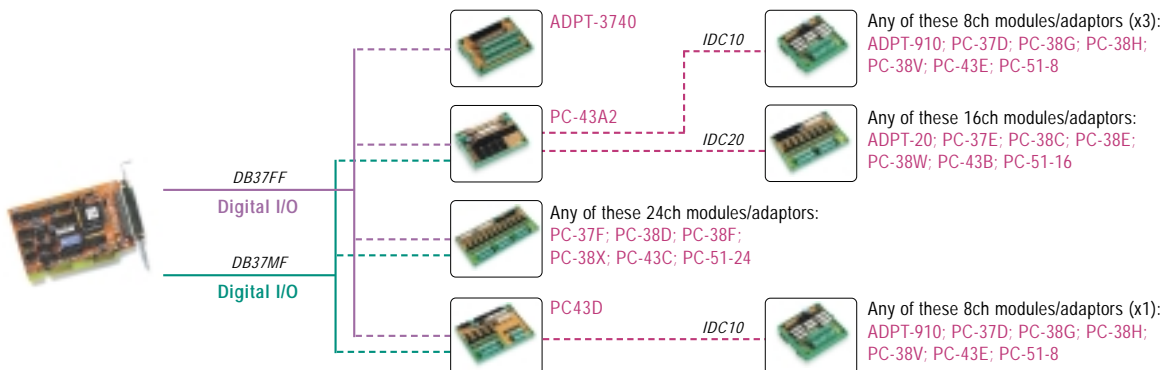 ADPT-3740
IDC10
Any of these 8ch modules/adaptors (x3):
ADPT-910; PC-37D; PC-38G; PC-38H;
PC-38V; PC-43E; PC-51-8
PC-43A2
IDC20
Any of these 16ch modules/adaptors:
ADPT-20; PC-37E; PC-38C; PC-38E;
PC-38W; PC-43B; PC-51-16
DB37FF
Digital I/O
Any of these 24ch modules/adaptors:
PC-37F; PC-38D; PC-38F;
PC-38X; PC-43C; PC-51-24
DB37MF
Digital I/O
PC43D
IDC10
Any of these 8ch modules/adaptors (x1):
ADPT-910; PC-37D; PC-38G; PC-38H;
PC-38V; PC-43E; PC-51-8